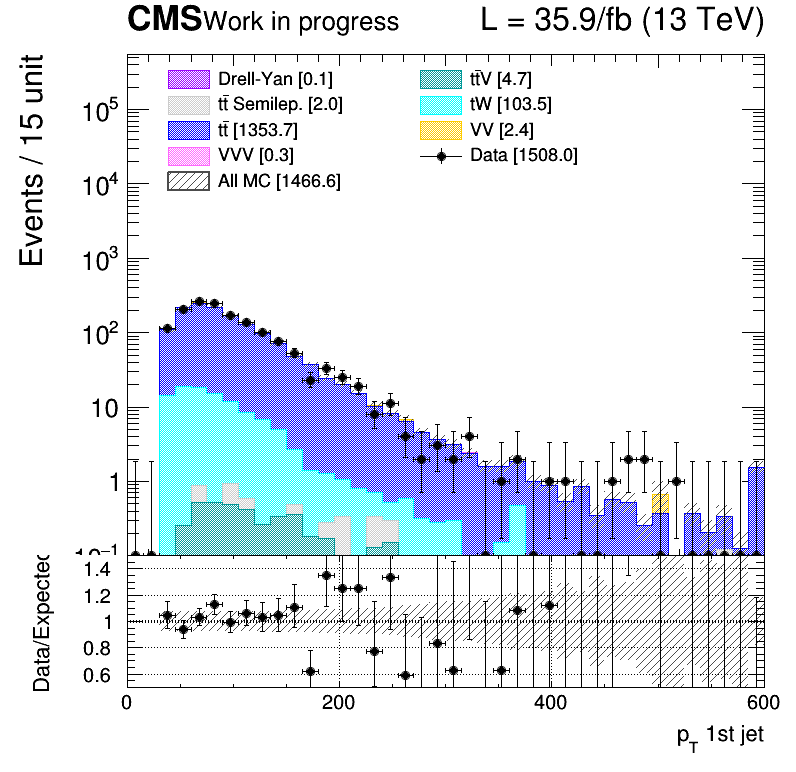 CMS Work in progress L = 35.9/fb (13 TeV)
Events / 15 unit
Drell-Yan [0.1] tt̄V [4.7]
tt̄ Semilep. [2.0] tW [103.5]
tt̄ [1353.7] VV [2.4]
VVV [0.3] Data [1508.0]
All MC [1466.6]
10⁵
10⁴
10³
10²
10
1
10⁻¹
Data/Expected
1.4
1.2
1
0.8
0.6
0 200 400 600
p_T 1st jet